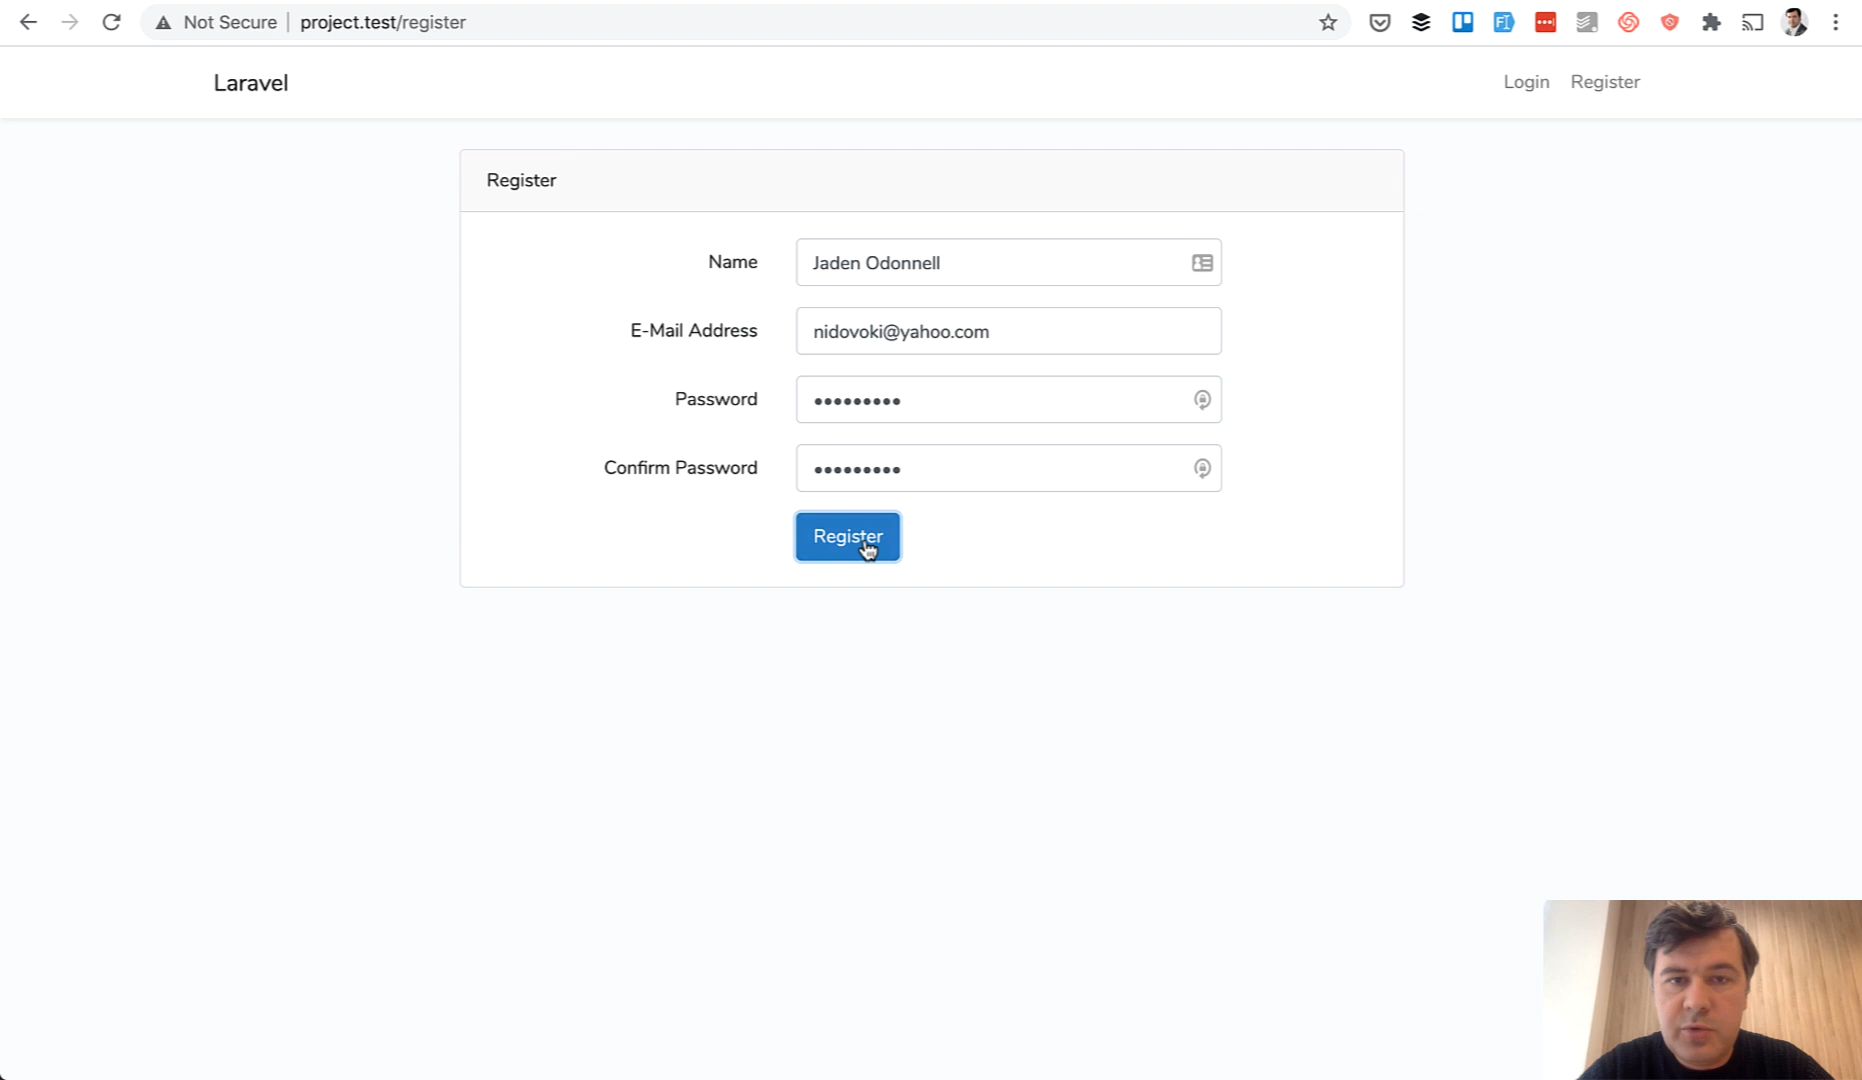 Not Secure | project.test/register
Laravel
Login Register
Register
Name Jaden Odonnell
E-Mail Address nidovoki@yahoo.com
Password •••••••••
Confirm Password •••••••••
Register